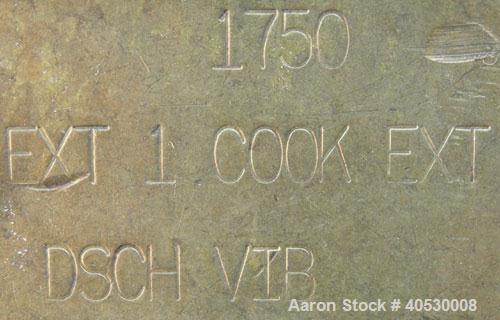 1750
EXT 1 COOK EXT
DSCH VIB
Aaron Stock # 40530008